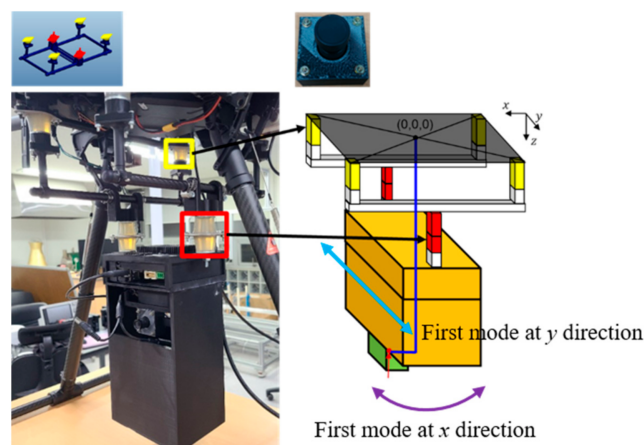 (0,0,0)
x
y
z
First mode at y direction
First mode at x direction